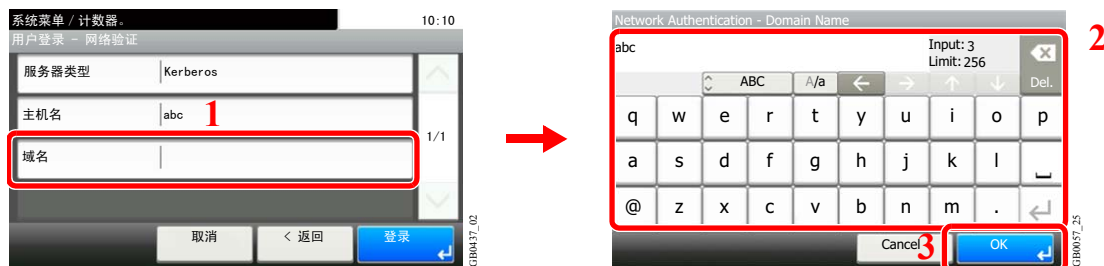 系统菜单 / 计数器。 10:10
用户登录 - 网络验证
服务器类型 Kerberos
主机名 abc 1
1/1
域名
取消 < 返回 登录
GB0437_02
Network Authentication - Domain Name
2
abc Input: 3
Limit: 256
ABC A/a Del.
q w e r t y u i o p
a s d f g h j k l
@ z x c v b n m .
Cancel 3 OK
GB0057_25